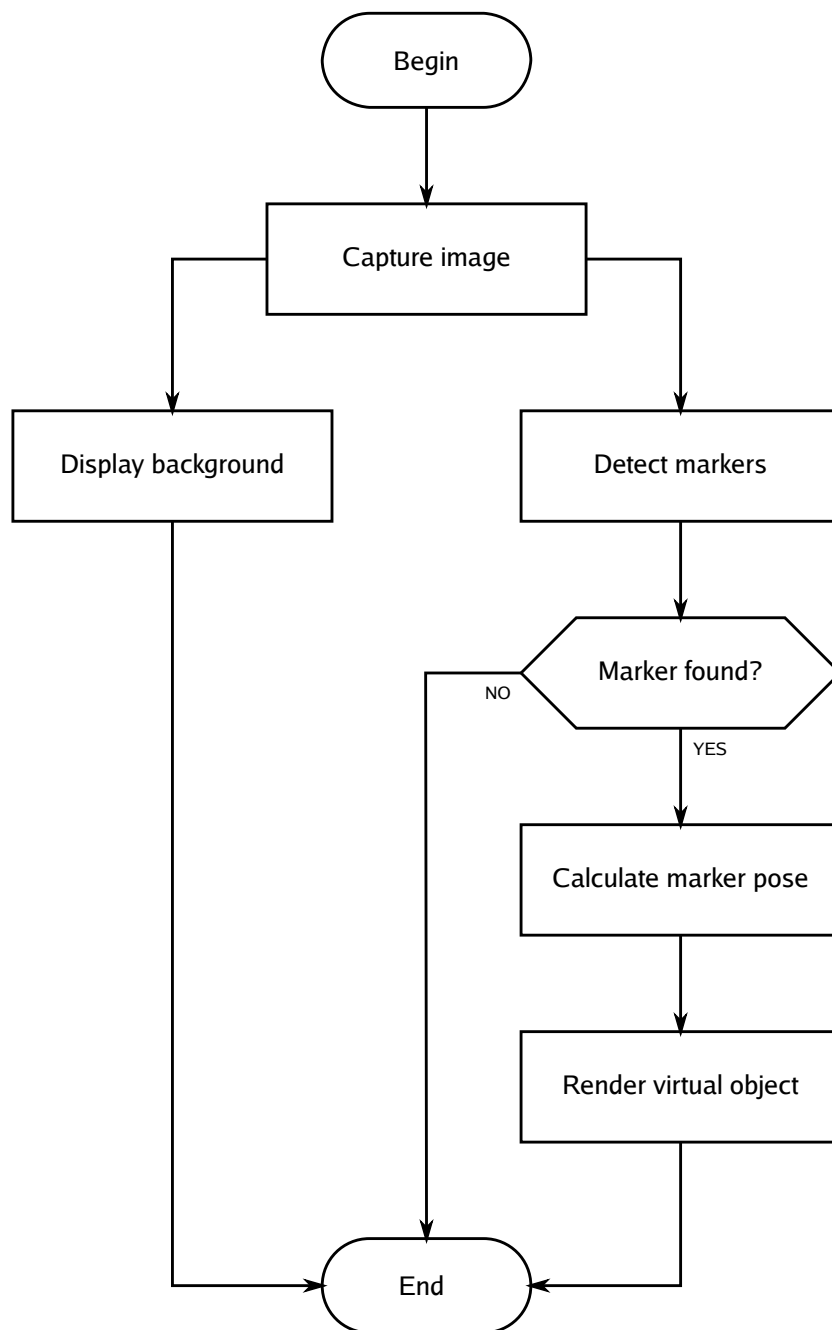 Begin
Capture image
Display background
Detect markers
Marker found?
NO
YES
Calculate marker pose
Render virtual object
End